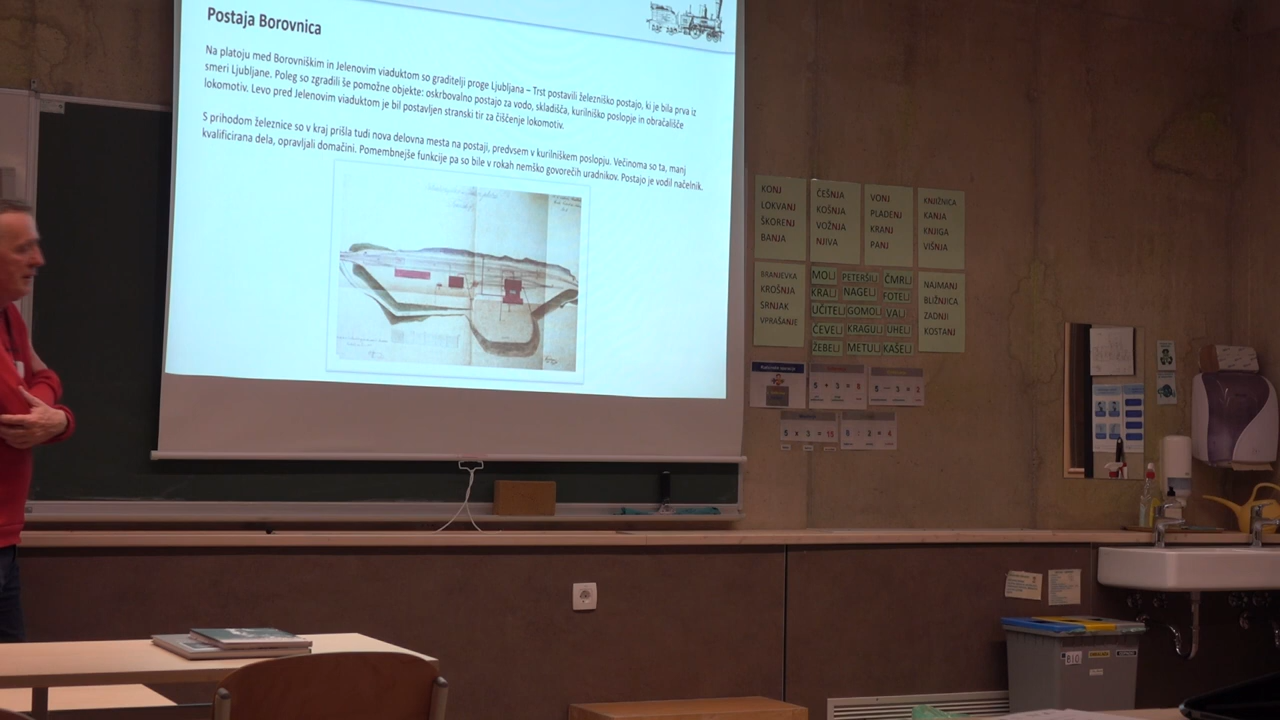 Postaja Borovnica
Na platoju med Borovniškim in Jelenovim viaduktom so graditelji proge Ljubljana – Trst postavili železniško postajo, ki je bila prva iz
smeri Ljubljane. Poleg so zgradili še pomožne objekte: oskrbovalno postajo za vodo, skladišča, kurilniško poslopje in obračališče
lokomotiv. Levo pred Jelenovim viaduktom je bil postavljen stranski tir za čiščenje lokomotiv.
S prihodom železnice so v kraj prišla tudi nova delovna mesta na postaji, predvsem v kurilniškem poslopju. Večinoma so ta, manj
kvalificirana dela, opravljali domačini. Pomembnejše funkcije pa so bile v rokah nemško govorečih uradnikov. Postajo je vodil načelnik.
KONJ
LOKVANJ
ŠKORENJ
BANJA
ČEŠNJA
KOŠNJA
VOŽNJA
NJIVA
VONJ
PLADENJ
KRANJ
PANJ
KNJIŽNICA
KANJA
KNJIGA
VIŠNJA
BRANJEVKA
KROŠNJA
SRNJAK
VPRAŠANJE
MOLJ PETERŠILJ ČMRLJ
KRALJ NAGELJ FOTELJ
UČITELJ GOMOLJ VALJ
ČEVELJ KRAGULJ UHELJ
ŽEBELJ METULJ KAŠELJ
NAJMANJ
BLIŽNJICA
ZADNJI
KOSTANJ
5 x 3 = 15
BIO